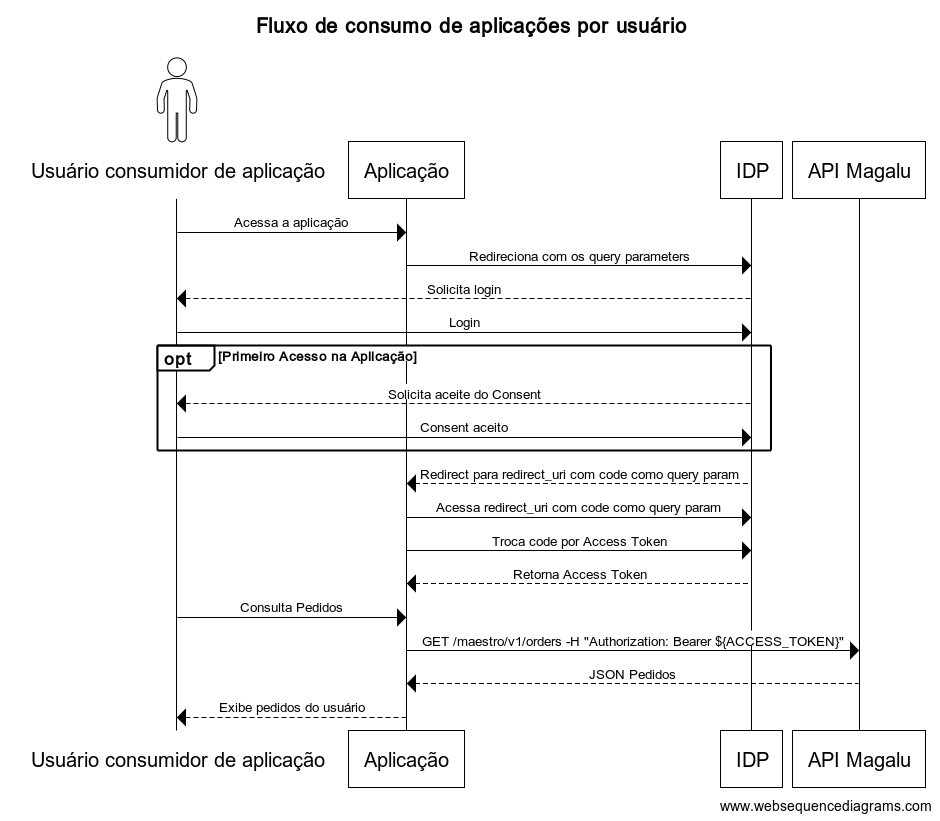 Fluxo de consumo de aplicações por usuário
Usuário consumidor de aplicação
Aplicação
IDP
API Magalu
Acessa a aplicação
Redireciona com os query parameters
Solicita login
Login
opt
[Primeiro Acesso na Aplicação]
Solicita aceite do Consent
Consent aceito
Redirect para redirect_uri com code como query param
Acessa redirect_uri com code como query param
Troca code por Access Token
Retorna Access Token
Consulta Pedidos
GET /maestro/v1/orders -H "Authorization: Bearer ${ACCESS_TOKEN}"
JSON Pedidos
Exibe pedidos do usuário
Usuário consumidor de aplicação
Aplicação
IDP
API Magalu
www.websequencediagrams.com